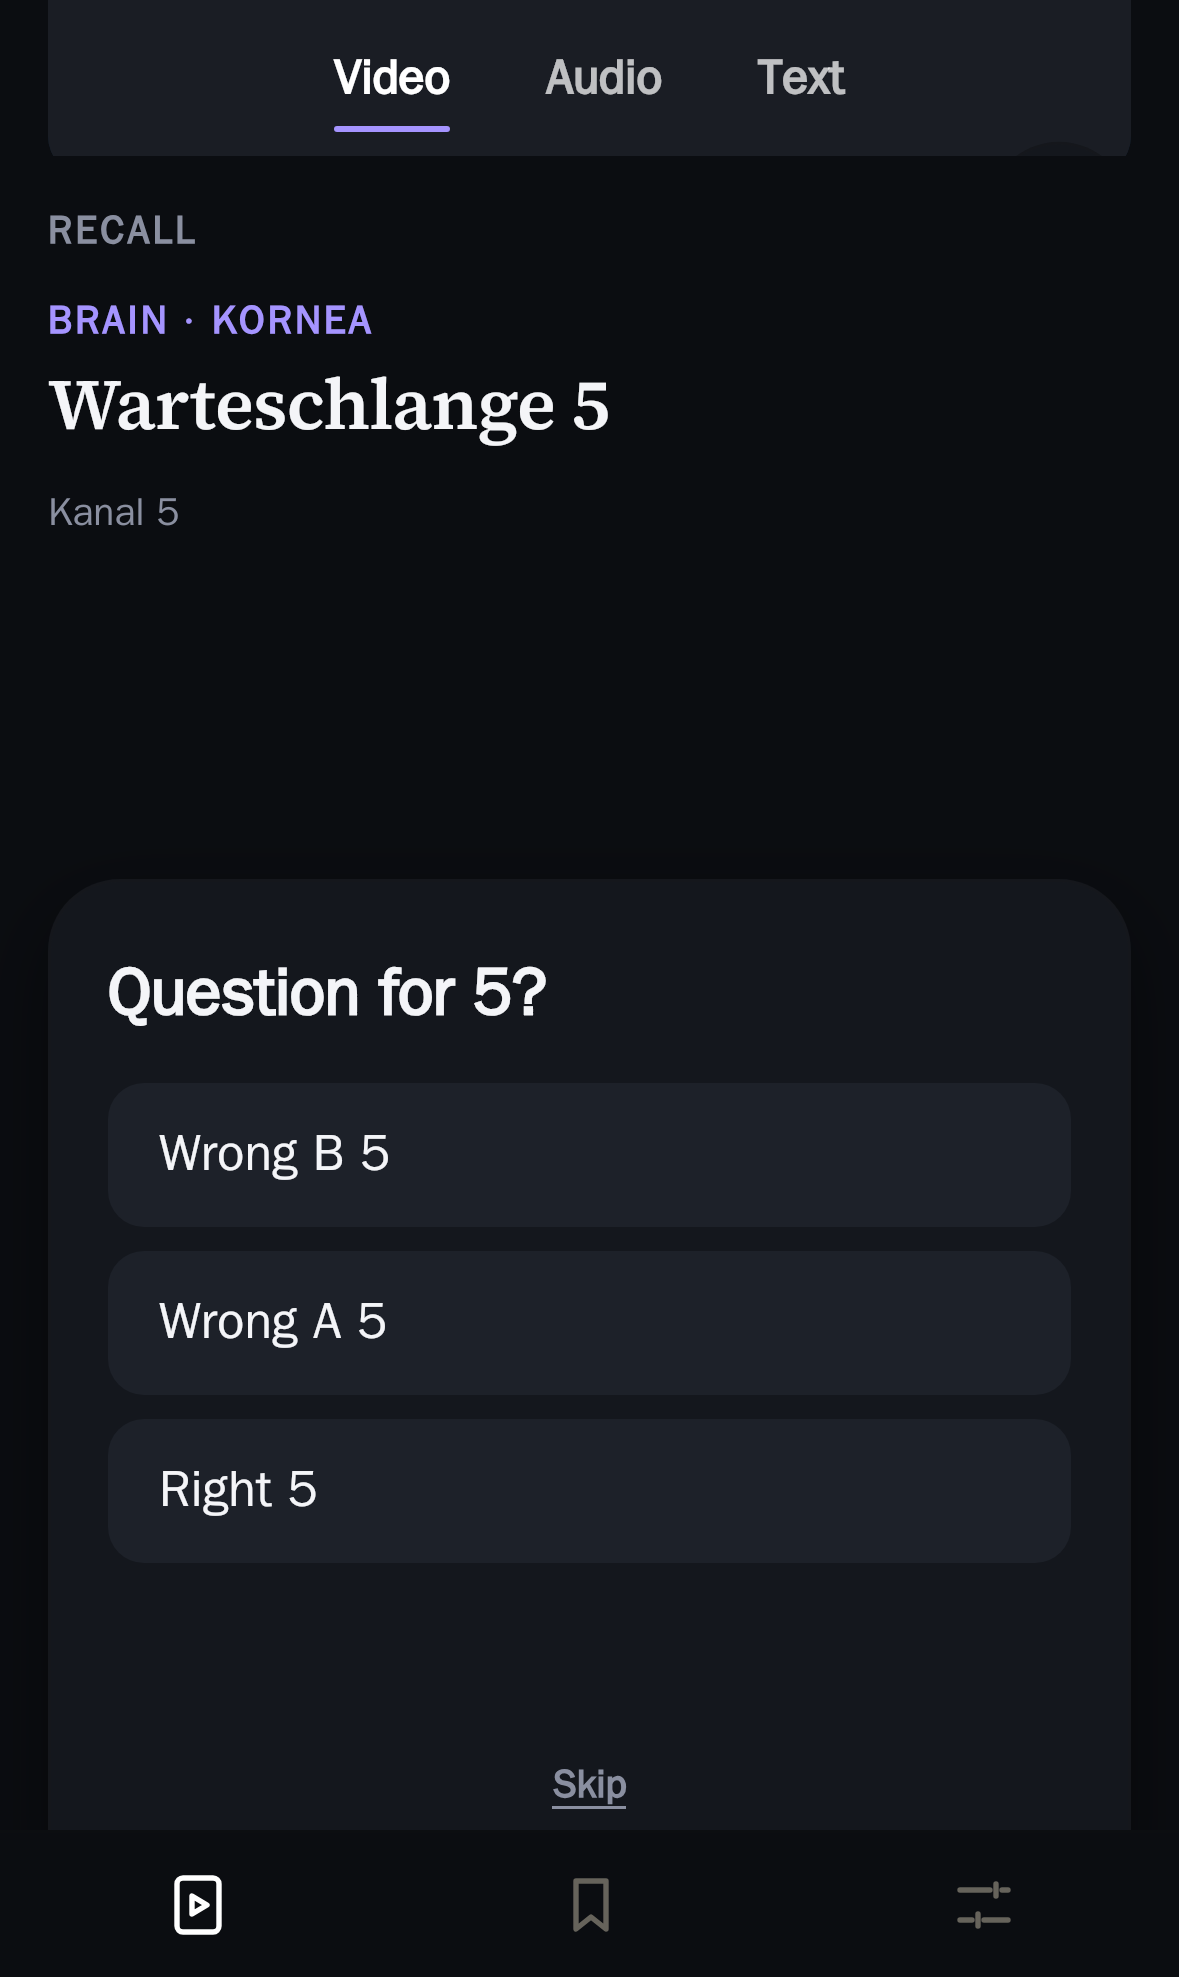 Video Audio Text
RECALL
BRAIN · KORNEA
Warteschlange 5
Kanal 5
Question for 5?
Wrong B 5
Wrong A 5
Right 5
Skip